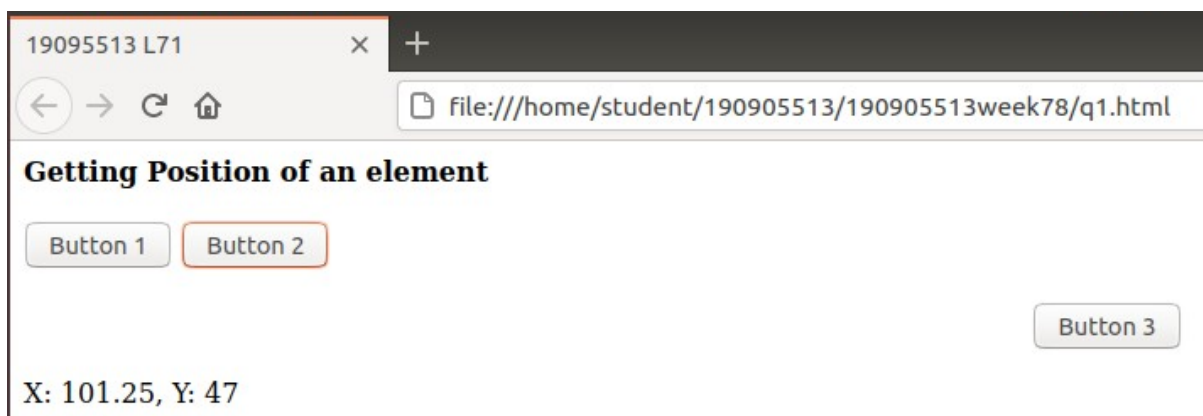 19095513 L71
file:///home/student/190905513/190905513week78/q1.html
Getting Position of an element
Button 1 Button 2
Button 3
X: 101.25, Y: 47